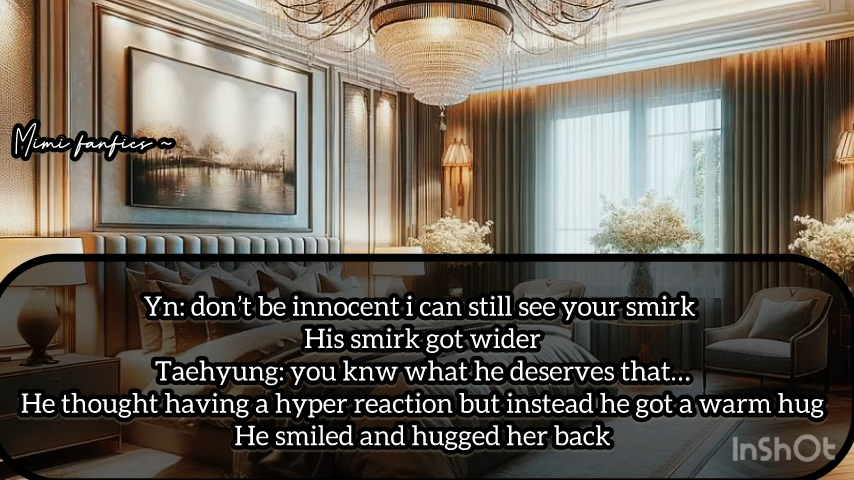 Mimi fanfics ~
Yn: don't be innocent i can still see your smirk
His smirk got wider
Taehyung: you knw what he deserves that...
He thought having a hyper reaction but instead he got a warm hug
He smiled and hugged her back
InShOt